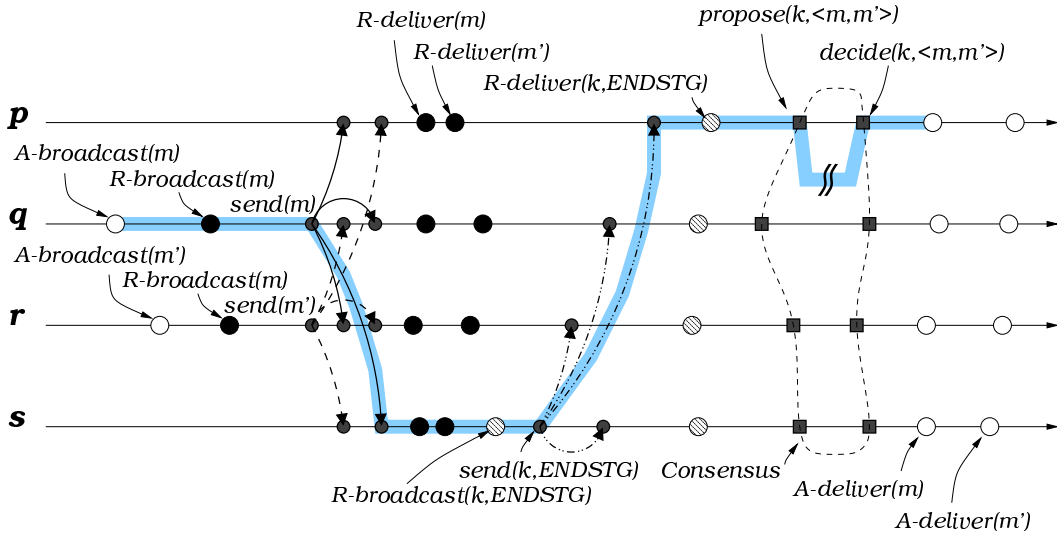 R-deliver(m)
propose(k,<m,m'>)
R-deliver(m')
decide(k,<m,m'>)
R-deliver(k,ENDSTG)
p
A-broadcast(m)
R-broadcast(m)
send(m)
q
A-broadcast(m')
R-broadcast(m)
send(m')
r
s
send(k,ENDSTG)
Consensus
R-broadcast(k,ENDSTG)
A-deliver(m)
A-deliver(m')